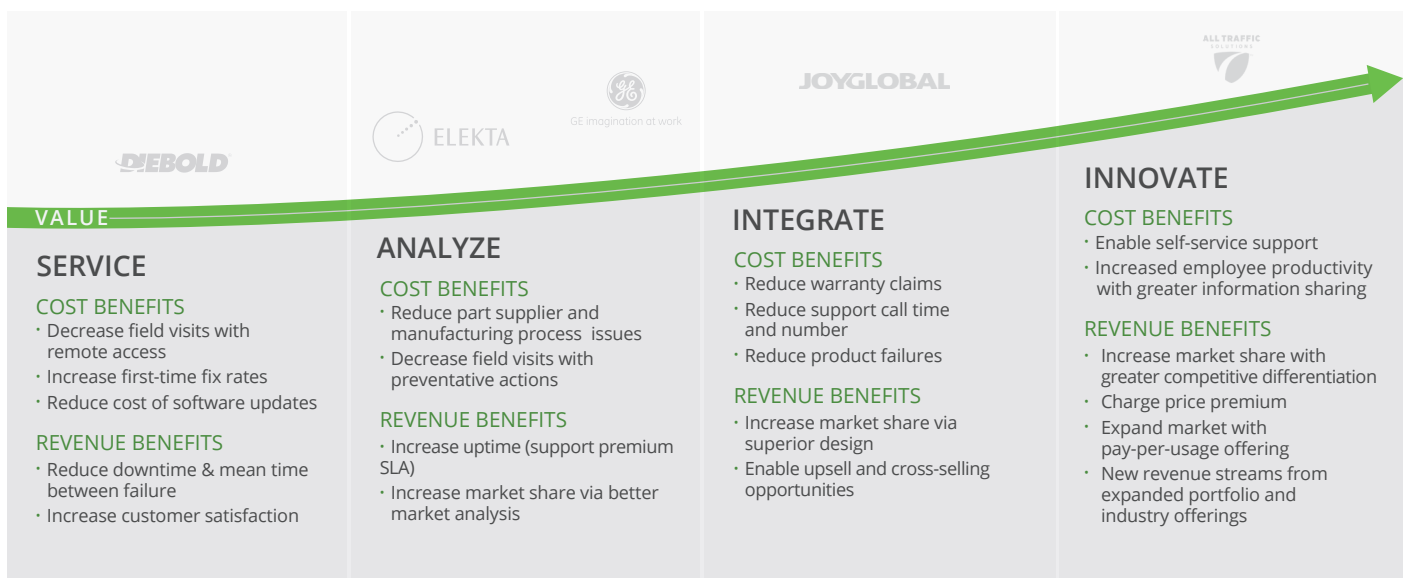 DIEBOLD
VALUE
SERVICE
COST BENEFITS
· Decrease field visits with
remote access
· Increase first-time fix rates
· Reduce cost of software updates
REVENUE BENEFITS
· Reduce downtime & mean time
between failure
· Increase customer satisfaction
ELEKTA
GE
GE imagination at work
ANALYZE
COST BENEFITS
· Reduce part supplier and
manufacturing process issues
· Decrease field visits with
preventative actions
REVENUE BENEFITS
· Increase uptime (support premium
SLA)
· Increase market share via better
market analysis
JOYGLOBAL
INTEGRATE
COST BENEFITS
· Reduce warranty claims
· Reduce support call time
and number
· Reduce product failures
REVENUE BENEFITS
· Increase market share via
superior design
· Enable upsell and cross-selling
opportunities
ALL TRAFFIC
SOLUTIONS
INNOVATE
COST BENEFITS
· Enable self-service support
· Increased employee productivity
with greater information sharing
REVENUE BENEFITS
· Increase market share with
greater competitive differentiation
· Charge price premium
· Expand market with
pay-per-usage offering
· New revenue streams from
expanded portfolio and
industry offerings